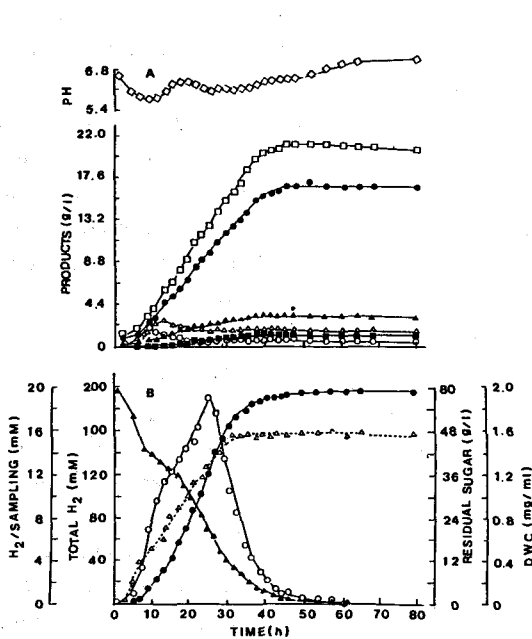 6.8 A
PH
5.4
22.0
17.6
13.2
PRODUCTS (g/l)
8.8
4.4
0
20 200 B 80 2.0
16 100 48 1.6
12 120 36 1.2
8 80 24 0.8
4 40 12 0.4
0 0 0
H₂/SAMPLING (mM)
TOTAL H₂ (mM)
RESIDUAL SUGAR (g/l)
DWC (mg/ml)
0 10 20 30 40 50 60 70 80
TIME(h)